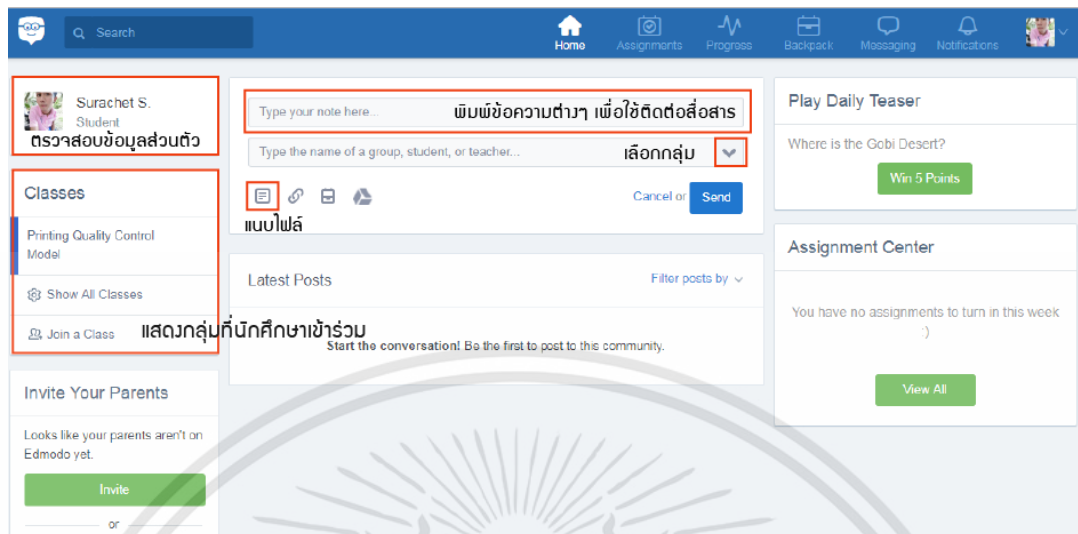 Search
Home
Assignments
Progress
Backpack
Messaging
Notifications
Surachet S.
Student
ตรวจสอบข้อมูลส่วนตัว
Classes
Printing Quality Control
Model
Show All Classes
Join a Class
แสดงกลุ่มที่นักศึกษาเข้าร่วม
Invite Your Parents
Looks like your parents aren't on
Edmodo yet.
Invite
or
Type your note here... พิมพ์ข้อความต่างๆ เพื่อใช้ติดต่อสื่อสาร
Type the name of a group, student, or teacher... เลือกกลุ่ม
Cancel or Send
แนบไฟล์
Latest Posts
Filter posts by
Start the conversation! Be the first to post to this community.
Play Daily Teaser
Where is the Gobi Desert?
Win 5 Points
Assignment Center
You have no assignments to turn in this week
:)
View All